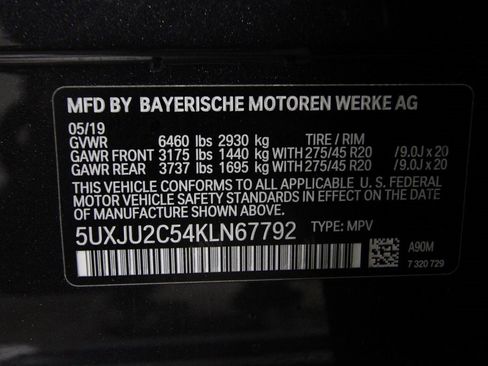 MFD BY BAYERISCHE MOTOREN WERKE AG
05/19
GVWR 6460 lbs 2930 kg TIRE / RIM
GAWR FRONT 3175 lbs 1440 kg WITH 275/45 R20 / 9.0J x 20
GAWR REAR 3737 lbs 1695 kg WITH 275/45 R20 / 9.0J x 20
THIS VEHICLE CONFORMS TO ALL APPLICABLE U. S. FEDERAL
MOTOR VEHICLE SAFETY STANDARDS IN EFFECT ON THE DATE
OF MANUFACTURE SHOWN ABOVE.
5UXJU2C54KLN67792 TYPE: MPV
A90M
7 320 729